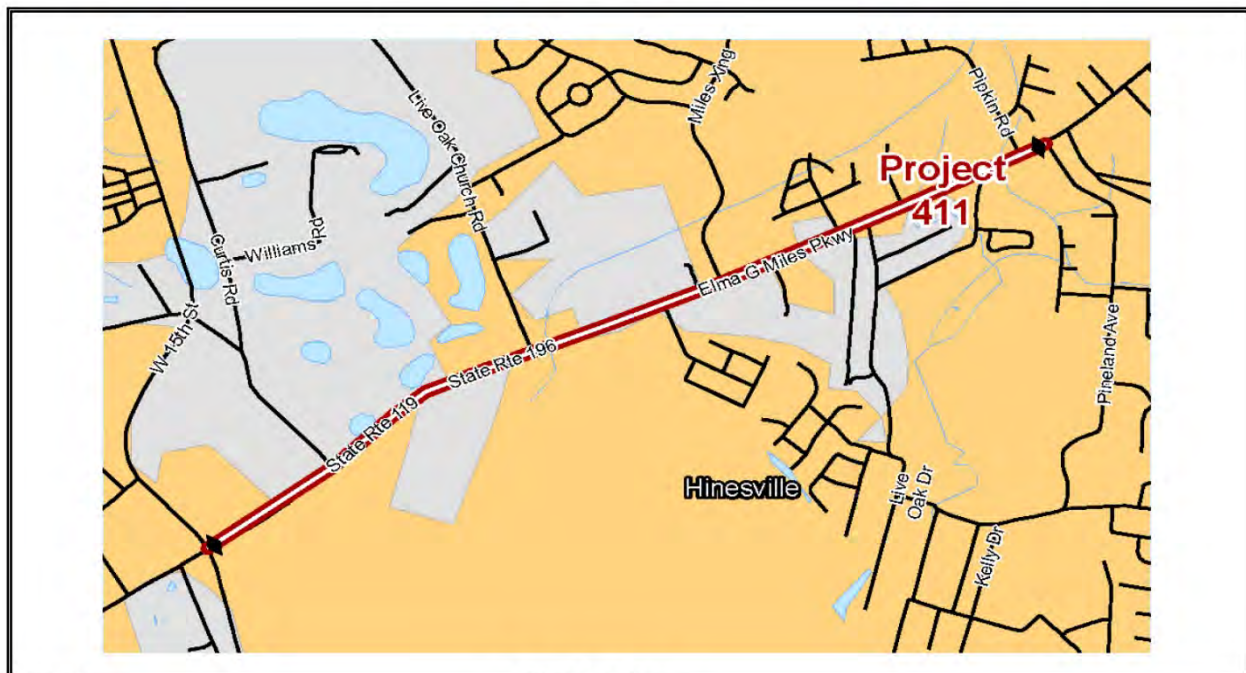 Miles Xing
Pipkin Rd
Live Oak Church Rd
Project
411
Williams Rd
Curtis Rd
Elma G Miles Pkwy
W 15th St
State Rte 196
Pineland Ave
State Rte 119
Hinesville
Live
Oak Dr
Kelly Dr